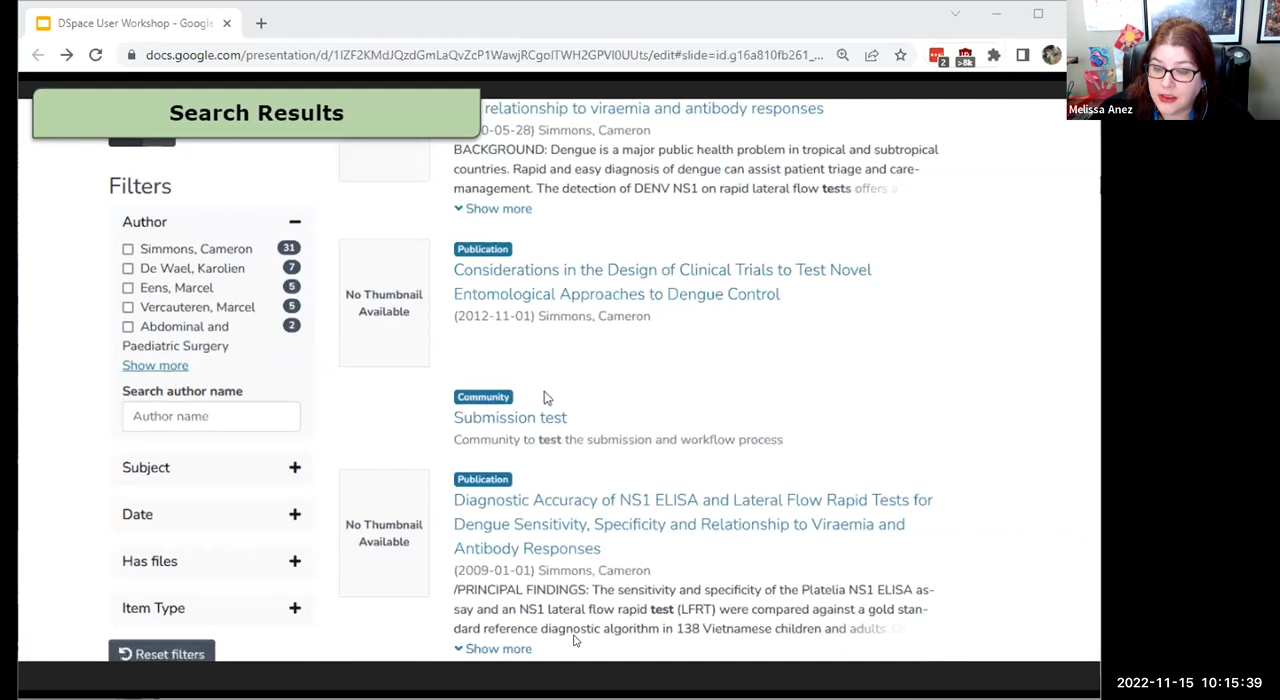 DSpace User Workshop - Googl
docs.google.com/presentation/d/1IZF2KMdJQzdGmLaQvZcP1WawjRCgolTWH2GPVl0UUts/edit#slide=id.g16a810fb261_...
2
>8k
Melissa Anez
Search Results
relationship to viraemia and antibody responses
0-05-28) Simmons, Cameron
BACKGROUND: Dengue is a major public health problem in tropical and subtropical
countries. Rapid and easy diagnosis of dengue can assist patient triage and care-
management. The detection of DENV NS1 on rapid lateral flow tests offers a
Show more
Filters
Author
Simmons, Cameron 31
De Wael, Karolien 7
Eens, Marcel 5
Vercauteren, Marcel 5
Abdominal and 2
Paediatric Surgery
Show more
Search author name
Author name
Subject
Date
Has files
Item Type
Reset filters
Publication
No Thumbnail
Available
Considerations in the Design of Clinical Trials to Test Novel
Entomological Approaches to Dengue Control
(2012-11-01) Simmons, Cameron
Community
Submission test
Community to test the submission and workflow process
Publication
No Thumbnail
Available
Diagnostic Accuracy of NS1 ELISA and Lateral Flow Rapid Tests for
Dengue Sensitivity, Specificity and Relationship to Viraemia and
Antibody Responses
(2009-01-01) Simmons, Cameron
/PRINCIPAL FINDINGS: The sensitivity and specificity of the Platelia NS1 ELISA as-
say and an NS1 lateral flow rapid test (LFRT) were compared against a gold stan-
dard reference diagnostic algorithm in 138 Vietnamese children and adults
Show more
2022-11-15 10:15:39